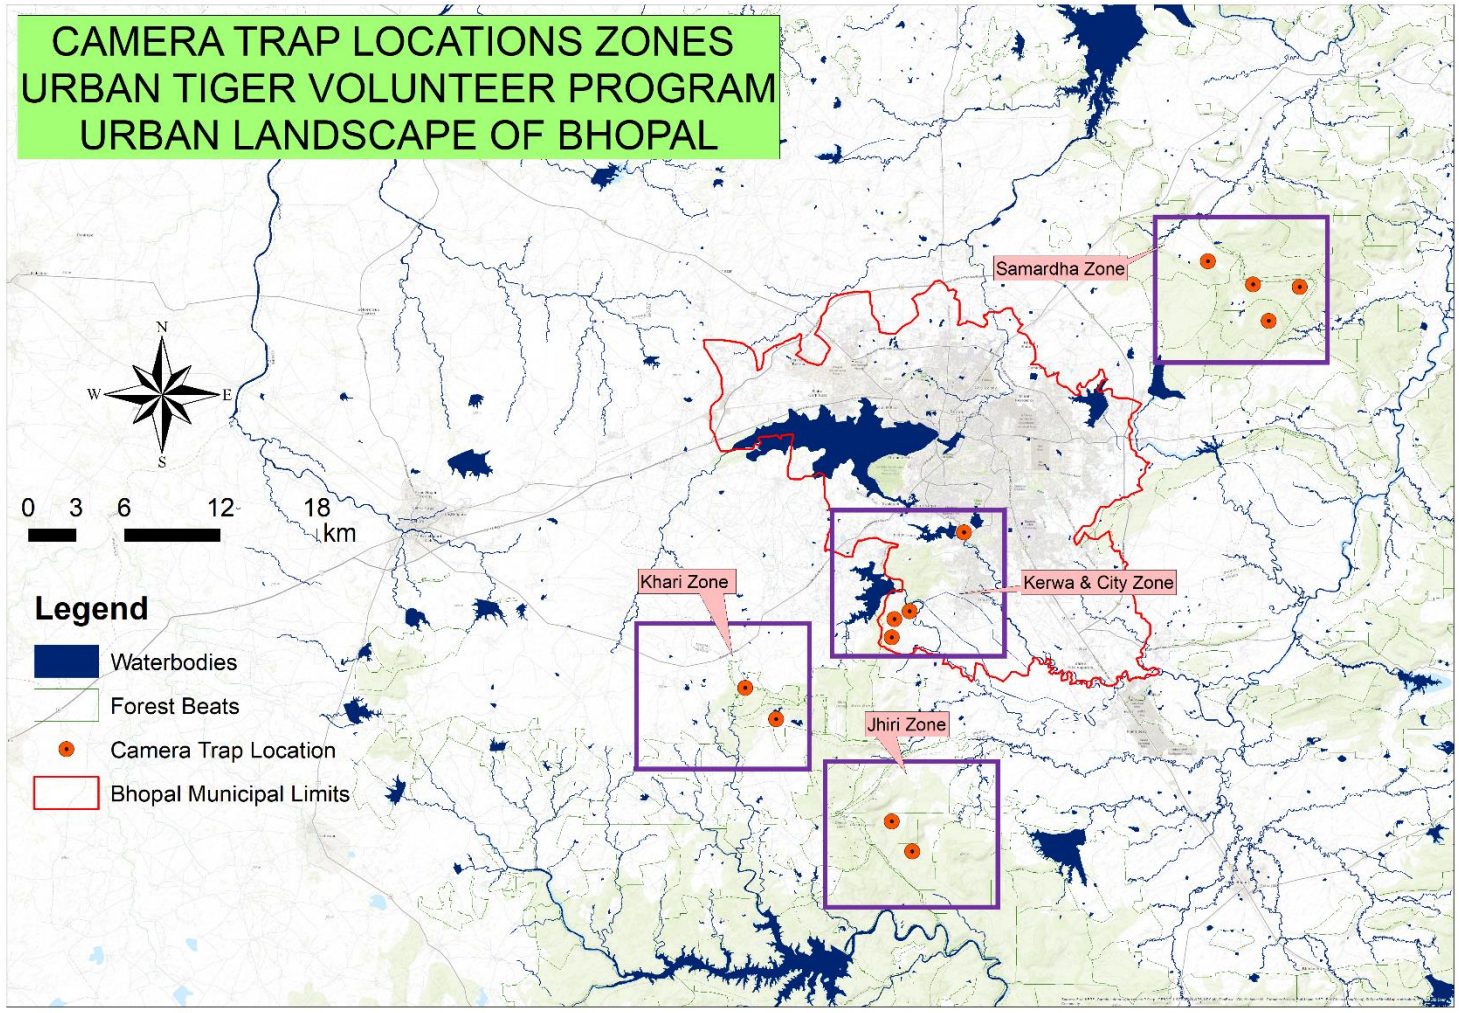 CAMERA TRAP LOCATIONS ZONES
URBAN TIGER VOLUNTEER PROGRAM
URBAN LANDSCAPE OF BHOPAL
Samardha Zone
N
W
E
S
0 3 6 12 18
km
Khari Zone
Kerwa & City Zone
Jhiri Zone
Legend
Waterbodies
Forest Beats
Camera Trap Location
Bhopal Municipal Limits